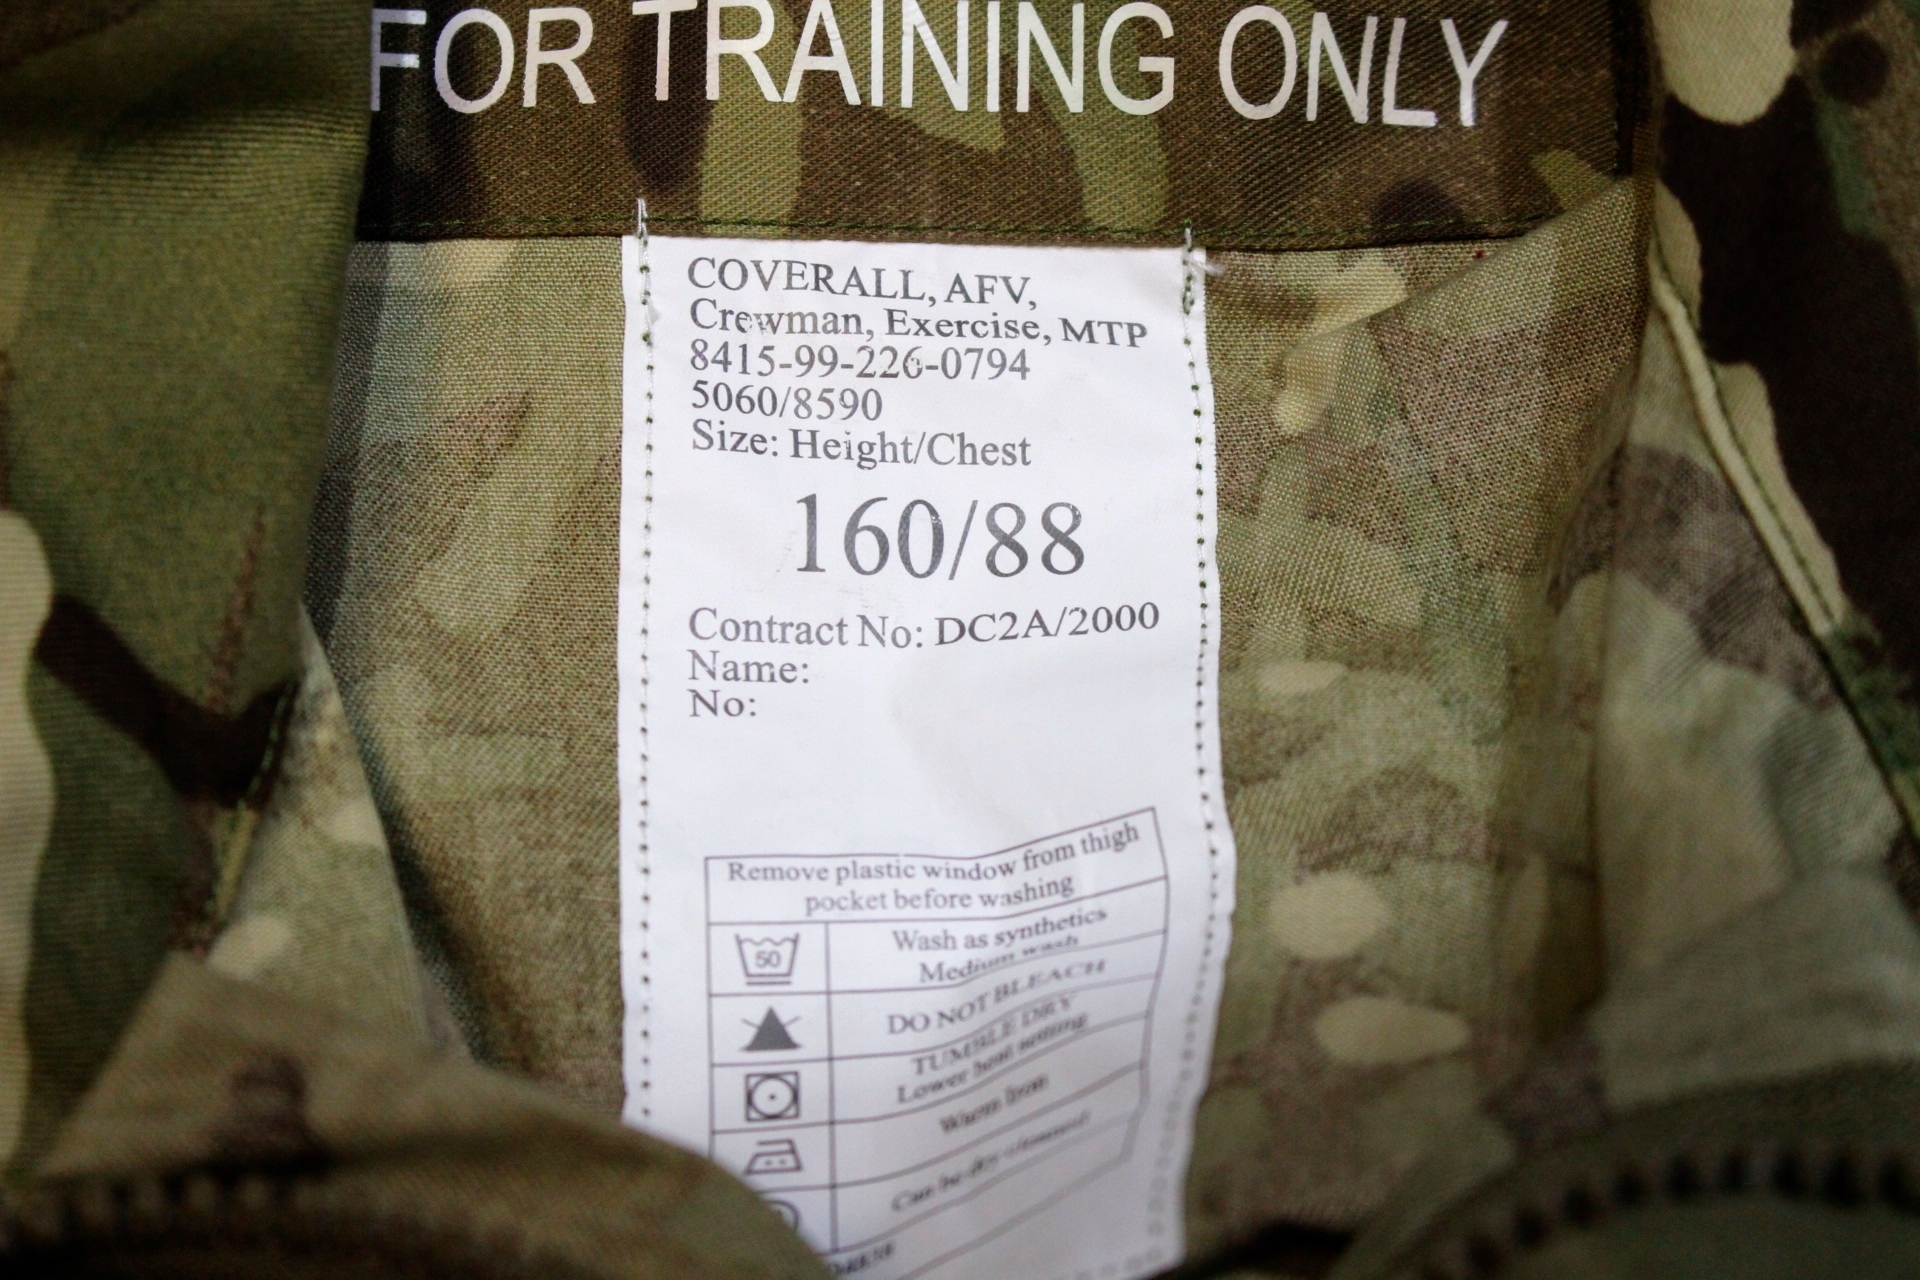 FOR TRAINING ONLY
COVERALL, AFV,
Crewman, Exercise, MTP
8415-99-226-0794
5060/8590
Size: Height/Chest
160/88
Contract No: DC2A/2000
Name:
No:
Remove plastic window from thigh
pocket before washing
50
Wash as synthetics
Medium wash
DO NOT BLEACH
TUMBLE DRY
Lower heat setting
Warm Iron
Can be dry cleaned